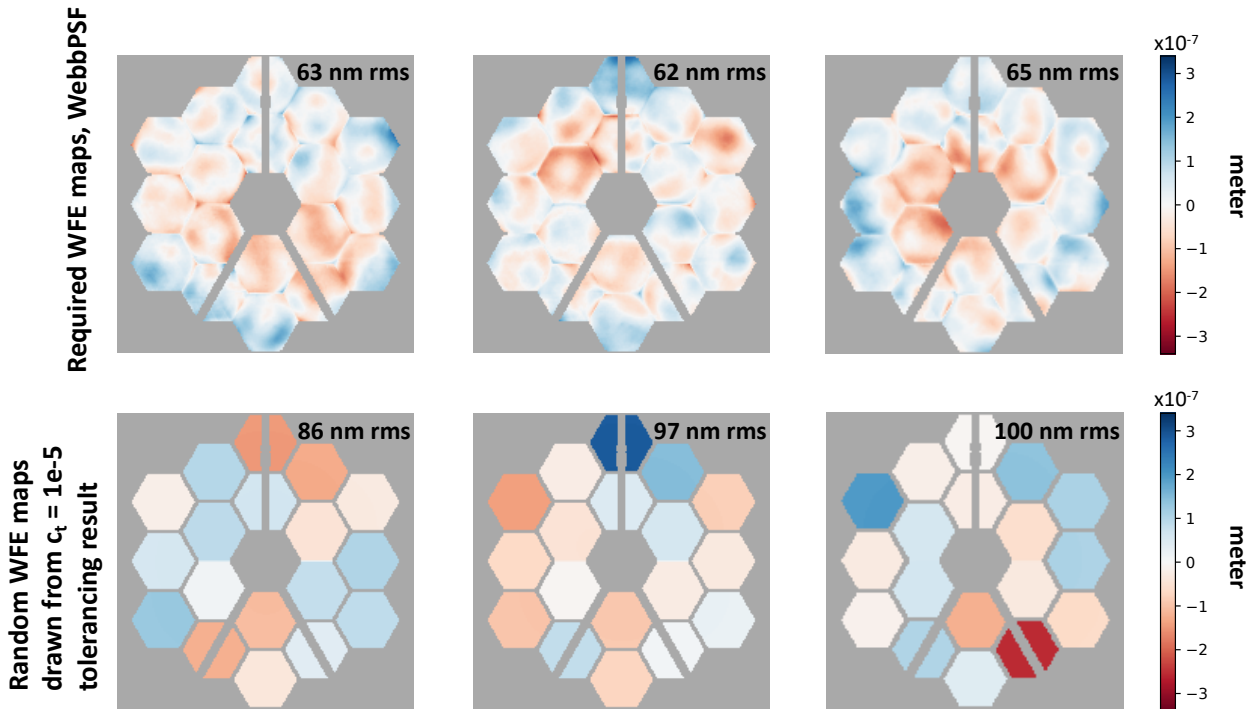 Required WFE maps, WebbPSF
63 nm rms
62 nm rms
65 nm rms
x10⁻⁷
3
2
1
0
−1
−2
−3
meter
Random WFE maps
drawn from cₜ = 1e-5
tolerancing result
86 nm rms
97 nm rms
100 nm rms
x10⁻⁷
3
2
1
0
−1
−2
−3
meter